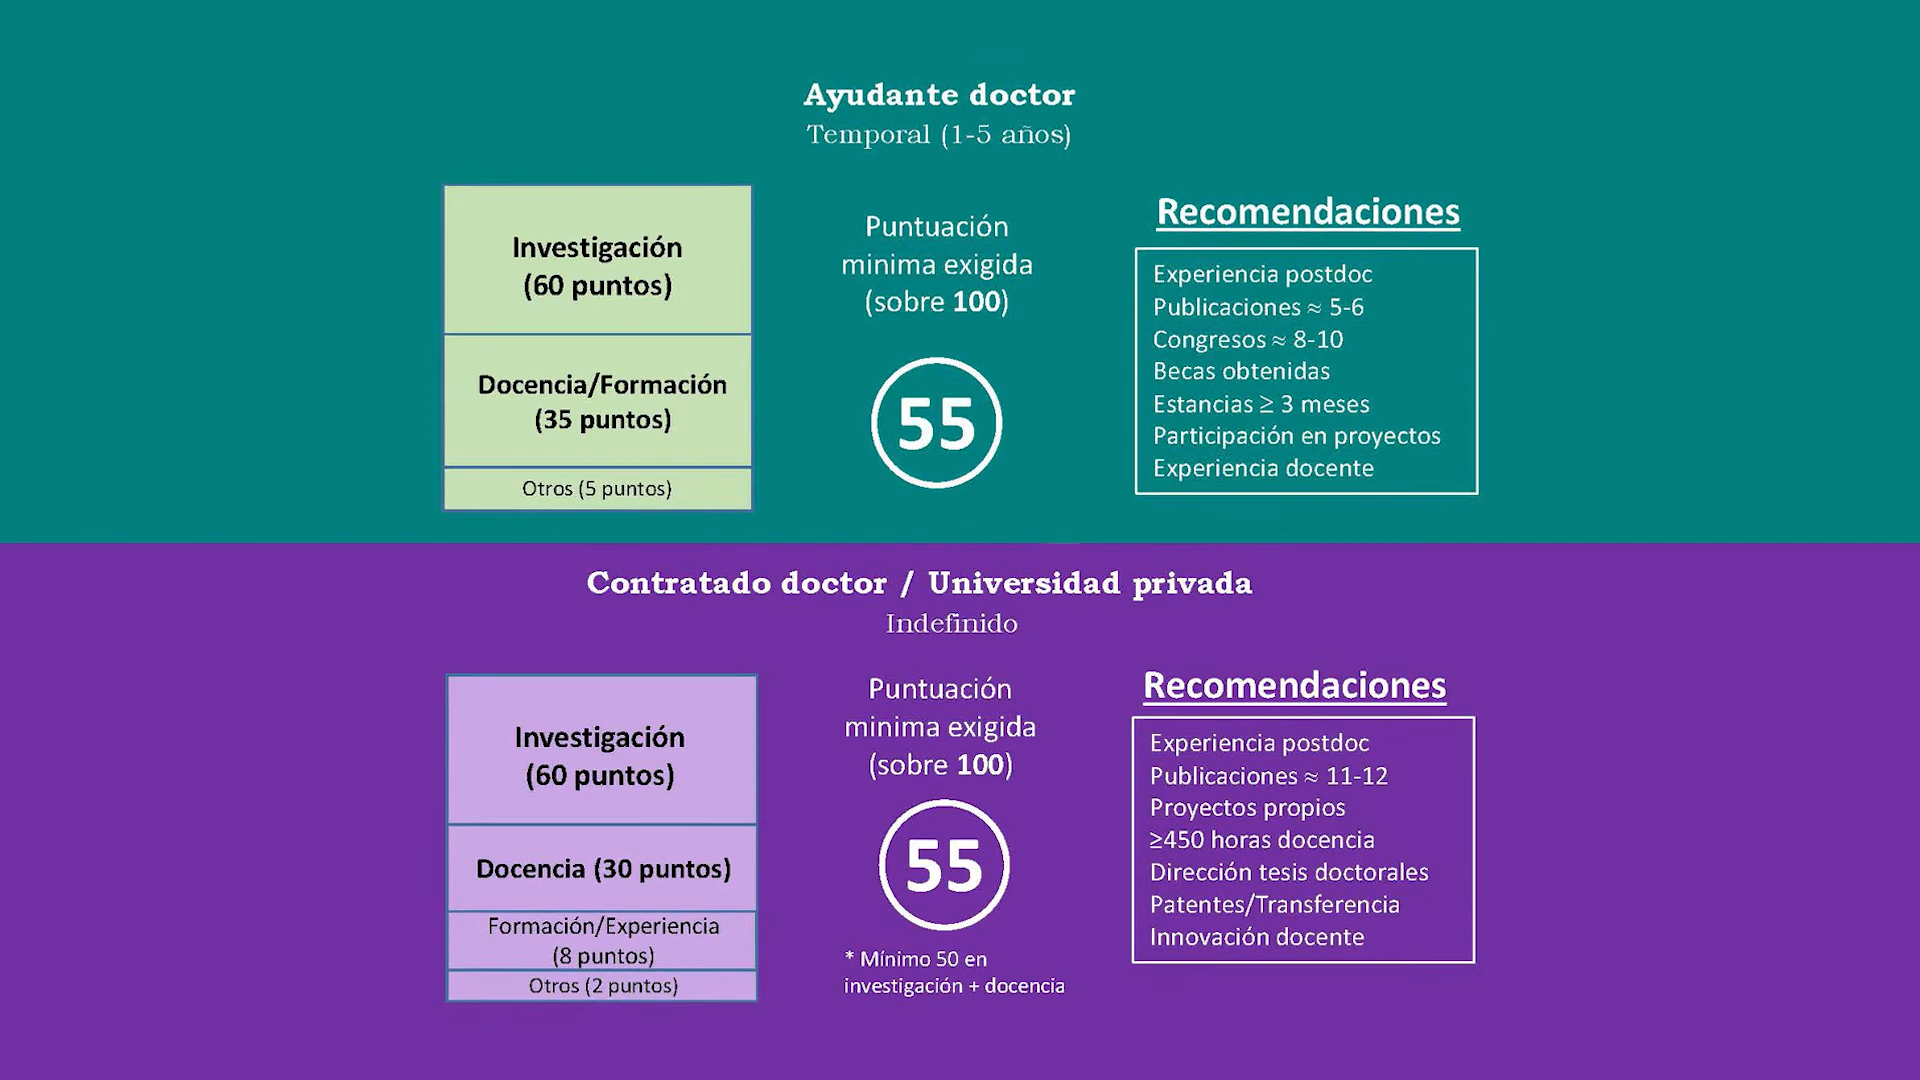 Ayudante doctor
Temporal (1-5 años)
Investigación
(60 puntos)
Docencia/Formación
(35 puntos)
Otros (5 puntos)
Puntuación
minima exigida
(sobre 100)
55
Recomendaciones
Experiencia postdoc
Publicaciones ≈ 5-6
Congresos ≈ 8-10
Becas obtenidas
Estancias ≥ 3 meses
Participación en proyectos
Experiencia docente
Contratado doctor / Universidad privada
Indefinido
Investigación
(60 puntos)
Docencia (30 puntos)
Formación/Experiencia
(8 puntos)
Otros (2 puntos)
Puntuación
minima exigida
(sobre 100)
55
* Mínimo 50 en
investigación + docencia
Recomendaciones
Experiencia postdoc
Publicaciones ≈ 11-12
Proyectos propios
≥450 horas docencia
Dirección tesis doctorales
Patentes/Transferencia
Innovación docente